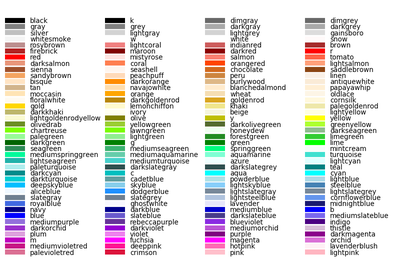 black k dimgray dimgrey
gray grey darkgray darkgrey
silver lightgray lightgrey gainsboro
whitesmoke w white snow
rosybrown lightcoral indianred brown
firebrick maroon darkred r
red mistyrose salmon tomato
darksalmon coral orangered lightsalmon
sienna seashell chocolate saddlebrown
sandybrown peachpuff peru linen
bisque darkorange burlywood antiquewhite
tan navajowhite blanchedalmond papayawhip
moccasin orange wheat oldlace
floralwhite darkgoldenrod goldenrod cornsilk
gold lemonchiffon khaki palegoldenrod
darkkhaki ivory beige lightyellow
lightgoldenrodyellow olive y yellow
olivedrab yellowgreen darkolivegreen greenyellow
chartreuse lawngreen honeydew darkseagreen
palegreen lightgreen forestgreen limegreen
darkgreen g green lime
seagreen mediumseagreen springgreen mintcream
mediumspringgreen mediumaquamarine aquamarine turquoise
lightseagreen mediumturquoise azure lightcyan
paleturquoise darkslategray darkslategrey teal
darkcyan c aqua cyan
darkturquoise cadetblue powderblue lightblue
deepskyblue skyblue lightskyblue steelblue
aliceblue dodgerblue lightslategray lightslategrey
slategray slategrey lightsteelblue cornflowerblue
royalblue ghostwhite lavender midnightblue
navy darkblue mediumblue b
blue slateblue darkslateblue mediumslateblue
mediumpurple rebeccapurple blueviolet indigo
darkorchid darkviolet mediumorchid thistle
plum violet purple darkmagenta
m fuchsia magenta orchid
mediumvioletred deeppink hotpink lavenderblush
palevioletred crimson pink lightpink